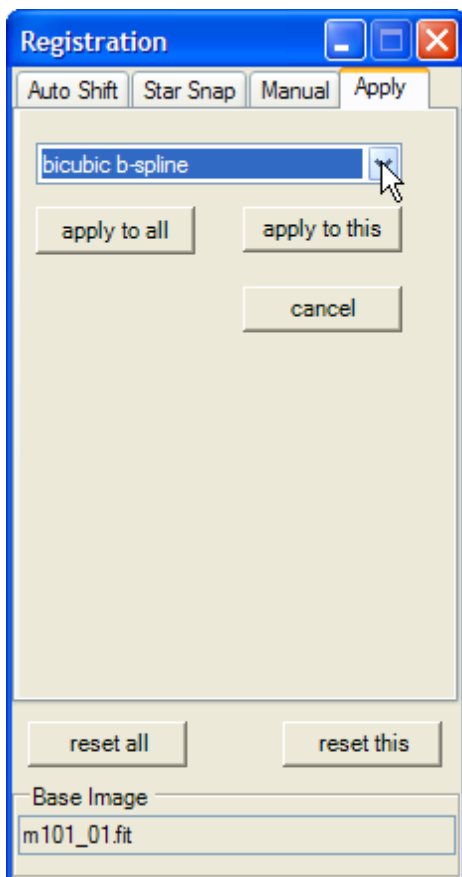 Registration
Auto Shift Star Snap Manual Apply
bicubic b-spline
apply to all apply to this
cancel
reset all reset this
Base Image
m101_01.fit